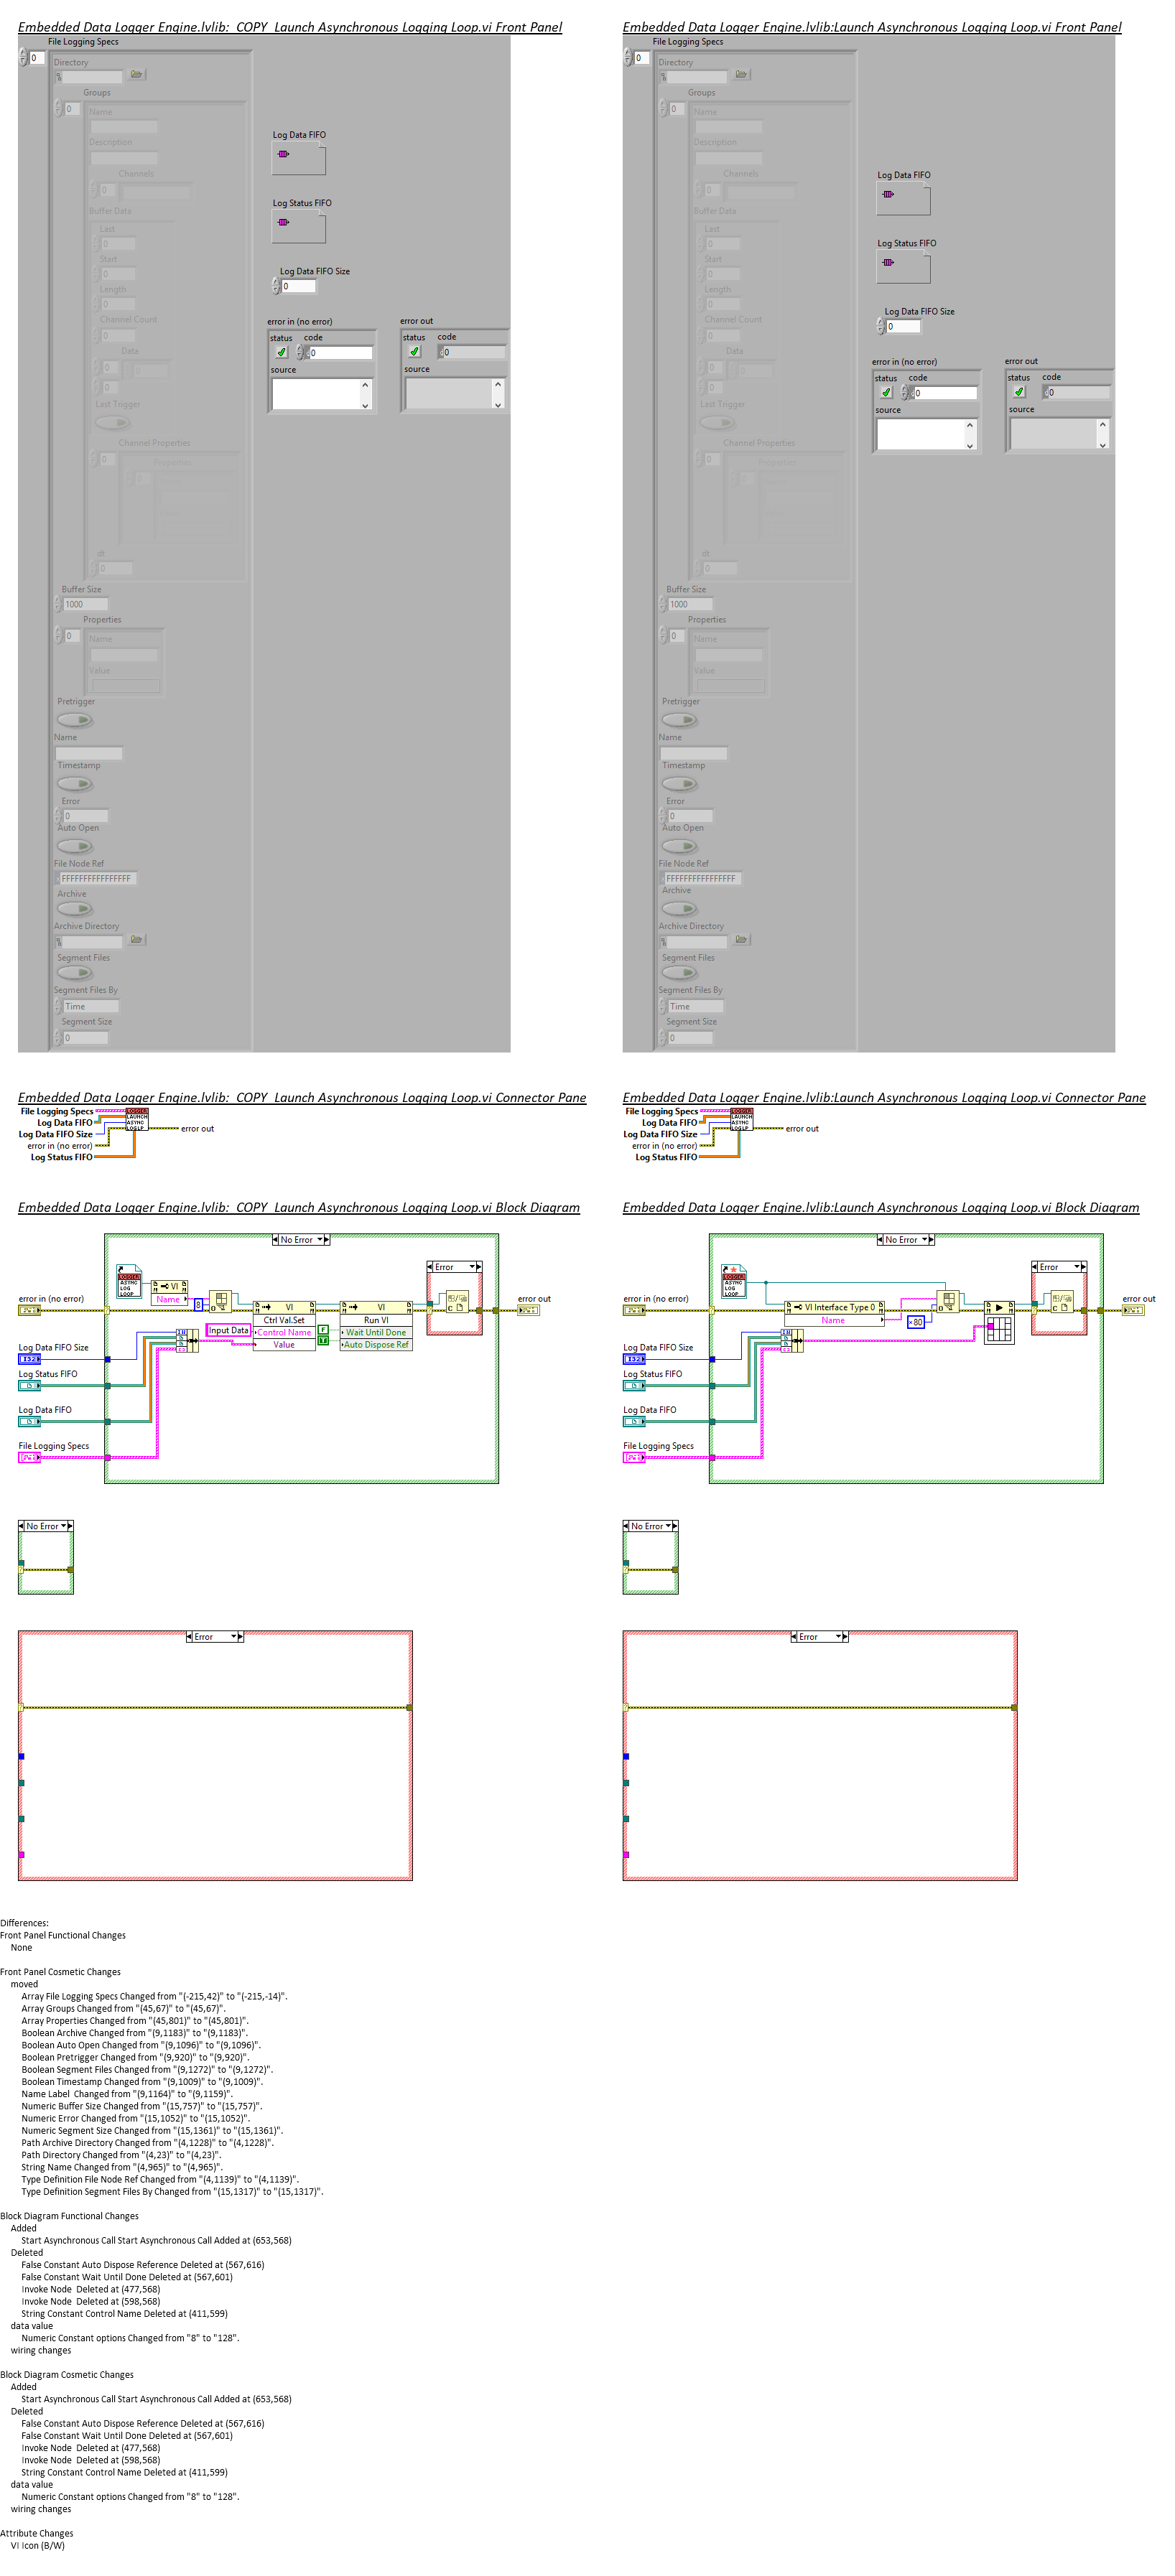 Embedded Data Logger Engine.lvlib:  COPY  Launch Asynchronous Logging Loop.vi Front Panel
File Logging Specs
0
Directory
Groups
0
Name
Description
Channels
0
Buffer Data
Last
0
Start
0
Length
0
Channel Count
0
Data
0
0
0
Last Trigger
Channel Properties
0
Properties
0
dt
0
Buffer Size
1000
Properties
0
Name
Value
Pretrigger
Name
Timestamp
Error
0
Auto Open
File Node Ref
FFFFFFFFFFFFFFFF
Archive
Archive Directory
Segment Files
Segment Files By
Time
Segment Size
0
Log Data FIFO
Log Status FIFO
Log Data FIFO Size
0
error in (no error)
status code
0
source
error out
status code
0
source
Embedded Data Logger Engine.lvlib:Launch Asynchronous Logging Loop.vi Front Panel
File Logging Specs
0
Directory
Groups
0
Name
Description
Channels
0
Buffer Data
Last
0
Start
0
Length
0
Channel Count
0
Data
0
0
0
Last Trigger
Channel Properties
0
Properties
0
dt
0
Buffer Size
1000
Properties
0
Name
Value
Pretrigger
Name
Timestamp
Error
0
Auto Open
File Node Ref
FFFFFFFFFFFFFFFF
Archive
Archive Directory
Segment Files
Segment Files By
Time
Segment Size
0
Log Data FIFO
Log Status FIFO
Log Data FIFO Size
0
error in (no error)
status code
0
source
error out
status code
0
source
Embedded Data Logger Engine.lvlib:  COPY  Launch Asynchronous Logging Loop.vi Connector Pane
File Logging Specs
Log Data FIFO
Log Data FIFO Size
error in (no error)
Log Status FIFO
LAUNCH
ASYNC
LOG LP
error out
Embedded Data Logger Engine.lvlib:Launch Asynchronous Logging Loop.vi Connector Pane
File Logging Specs
Log Data FIFO
Log Data FIFO Size
error in (no error)
Log Status FIFO
LAUNCH
ASYNC
LOG LP
error out
Embedded Data Logger Engine.lvlib:  COPY  Launch Asynchronous Logging Loop.vi Block Diagram
No Error
ASYNC
LOG
LOOP
VI
Name
8
Error
error in (no error)
error out
VI
Ctrl Val.Set
Control Name
Value
Input Data
F
F
VI
Run VI
Wait Until Done
Auto Dispose Ref
Log Data FIFO Size
I32
Log Status FIFO
Log Data FIFO
File Logging Specs
No Error
Error
Embedded Data Logger Engine.lvlib:Launch Asynchronous Logging Loop.vi Block Diagram
No Error
ASYNC
LOG
LOOP
Error
error in (no error)
error out
VI Interface Type 0
Name
×80
Log Data FIFO Size
I32
Log Status FIFO
Log Data FIFO
File Logging Specs
No Error
Error
Differences:
Front Panel Functional Changes
None
Front Panel Cosmetic Changes
moved
Array File Logging Specs Changed from "(-215,42)" to "(-215,-14)".
Array Groups Changed from "(45,67)" to "(45,67)".
Array Properties Changed from "(45,801)" to "(45,801)".
Boolean Archive Changed from "(9,1183)" to "(9,1183)".
Boolean Auto Open Changed from "(9,1096)" to "(9,1096)".
Boolean Pretrigger Changed from "(9,920)" to "(9,920)".
Boolean Segment Files Changed from "(9,1272)" to "(9,1272)".
Boolean Timestamp Changed from "(9,1009)" to "(9,1009)".
Name Label  Changed from "(9,1164)" to "(9,1159)".
Numeric Buffer Size Changed from "(15,757)" to "(15,757)".
Numeric Error Changed from "(15,1052)" to "(15,1052)".
Numeric Segment Size Changed from "(15,1361)" to "(15,1361)".
Path Archive Directory Changed from "(4,1228)" to "(4,1228)".
Path Directory Changed from "(4,23)" to "(4,23)".
String Name Changed from "(4,965)" to "(4,965)".
Type Definition File Node Ref Changed from "(4,1139)" to "(4,1139)".
Type Definition Segment Files By Changed from "(15,1317)" to "(15,1317)".
Block Diagram Functional Changes
Added
Start Asynchronous Call Start Asynchronous Call Added at (653,568)
Deleted
False Constant Auto Dispose Reference Deleted at (567,616)
False Constant Wait Until Done Deleted at (567,601)
Invoke Node  Deleted at (477,568)
Invoke Node  Deleted at (598,568)
String Constant Control Name Deleted at (411,599)
data value
Numeric Constant options Changed from "8" to "128".
wiring changes
Block Diagram Cosmetic Changes
Added
Start Asynchronous Call Start Asynchronous Call Added at (653,568)
Deleted
False Constant Auto Dispose Reference Deleted at (567,616)
False Constant Wait Until Done Deleted at (567,601)
Invoke Node  Deleted at (477,568)
Invoke Node  Deleted at (598,568)
String Constant Control Name Deleted at (411,599)
data value
Numeric Constant options Changed from "8" to "128".
wiring changes
Attribute Changes
VI Icon (B/W)